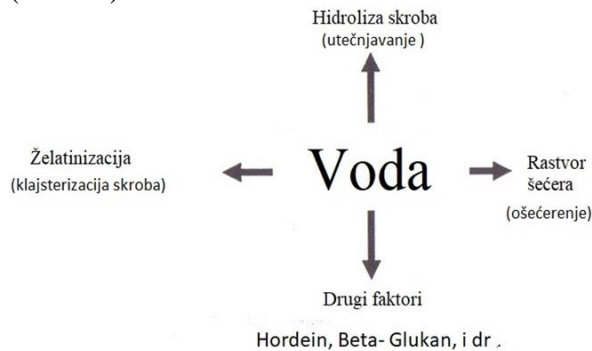 Hidroliza skroba
(utečnjavanje )
Želatinizacija
(klajsterizacija skroba)
Voda
Rastvor
šećera
(ošećerenje)
Drugi faktori
Hordein, Beta- Glukan, i dr .